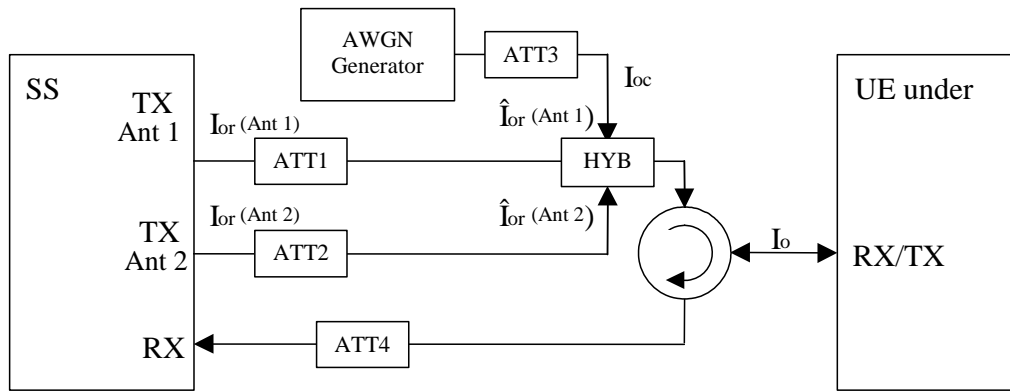 SS
TX
Ant 1
TX
Ant 2
RX
AWGN
Generator
ATT3
Ioc
Ior (Ant 1)
ATT1
Îor (Ant 1)
HYB
Ior (Ant 2)
ATT2
Îor (Ant 2)
ATT4
Io
UE under
RX/TX